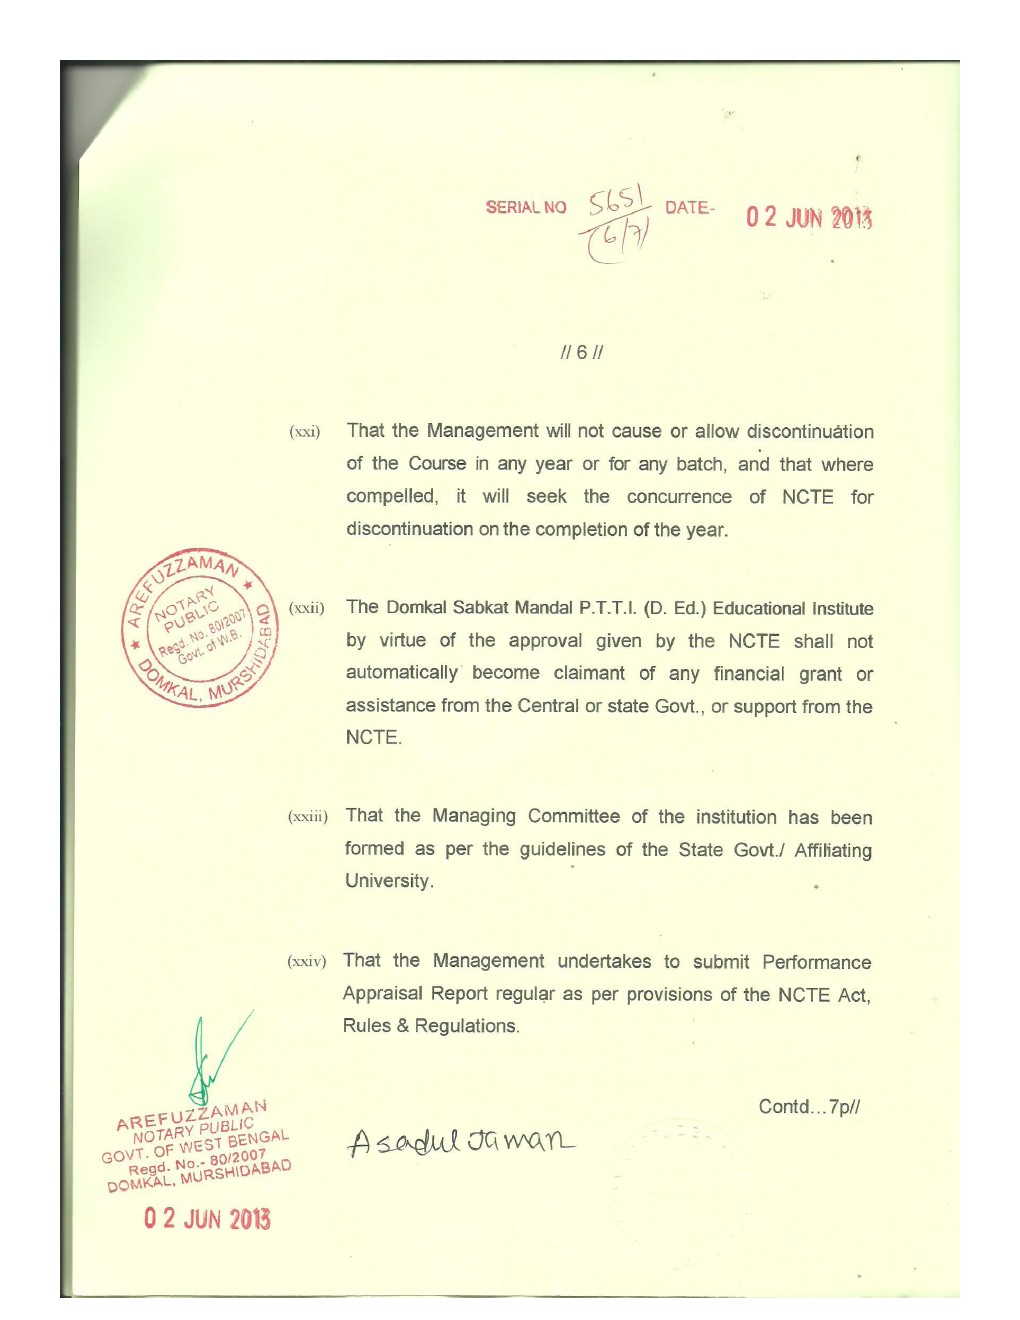 SERIAL NO 5651 DATE- 02 JUN 2013
(6/7)
// 6 //
(xxi) That the Management will not cause or allow discontinuation
of the Course in any year or for any batch, and that where
compelled, it will seek the concurrence of NCTE for
discontinuation on the completion of the year.
AREFUZZAMAN
NOTARY
PUBLIC
Regd. No. 80/2007
Govt. of W.B.
DOMKAL, MURSHIDABAD
(xxii) The Domkal Sabkat Mandal P.T.T.I. (D. Ed.) Educational Institute
by virtue of the approval given by the NCTE shall not
automatically become claimant of any financial grant or
assistance from the Central or state Govt., or support from the
NCTE.
(xxiii) That the Managing Committee of the institution has been
formed as per the guidelines of the State Govt./ Affiliating
University.
(xxiv) That the Management undertakes to submit Performance
Appraisal Report regular as per provisions of the NCTE Act,
Rules & Regulations.
Contd...7p//
AREFUZZAMAN
NOTARY PUBLIC
GOVT. OF WEST BENGAL
Regd. No.- 80/2007
DOMKAL, MURSHIDABAD
02 JUN 2013
Asadul Jaman